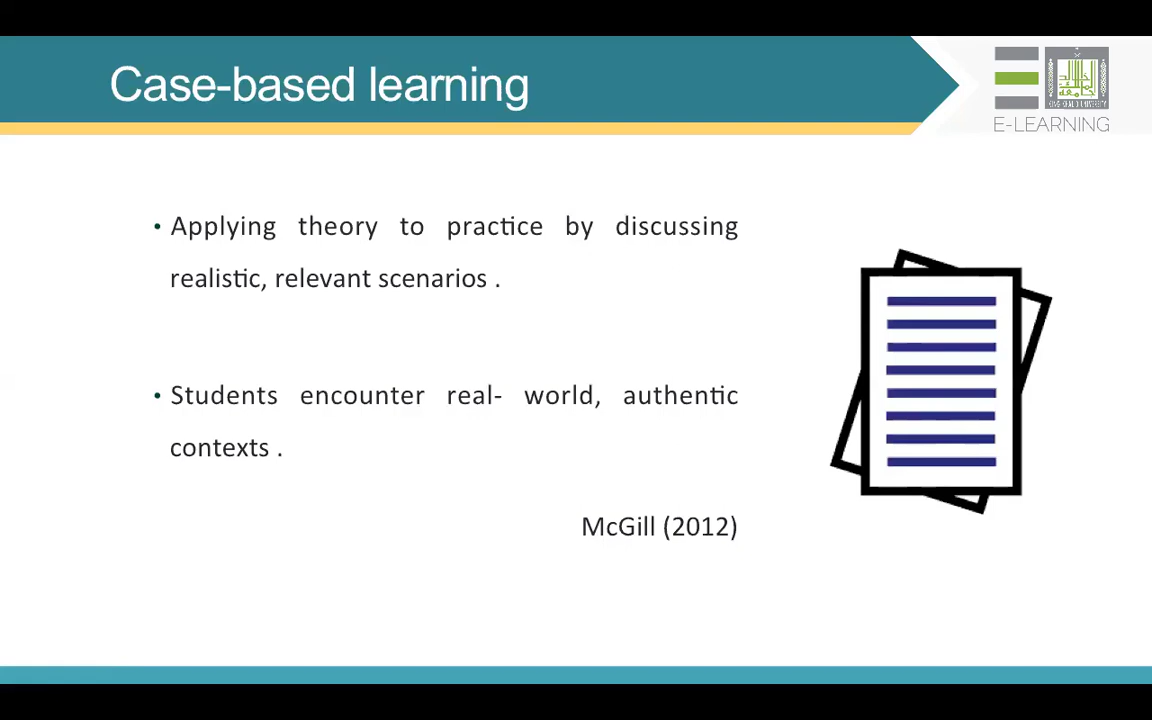 Case-based learning
E-LEARNING
• Applying theory to practice by discussing
realistic, relevant scenarios .
• Students encounter real- world, authentic
contexts .
McGill (2012)